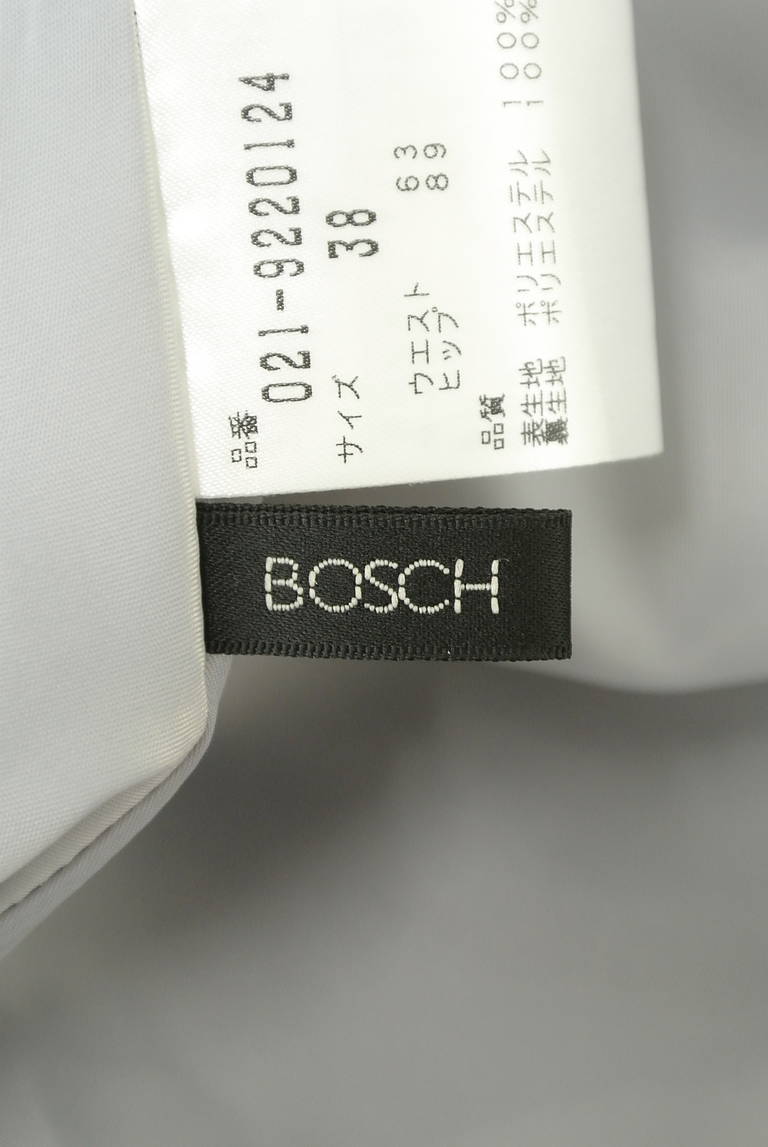 品番
021-9220124
サイズ 38
ウエスト 63
ヒップ 89
品質
表生地 ポリエステル 100%
裏生地 ポリエステル 100%
BOSCH